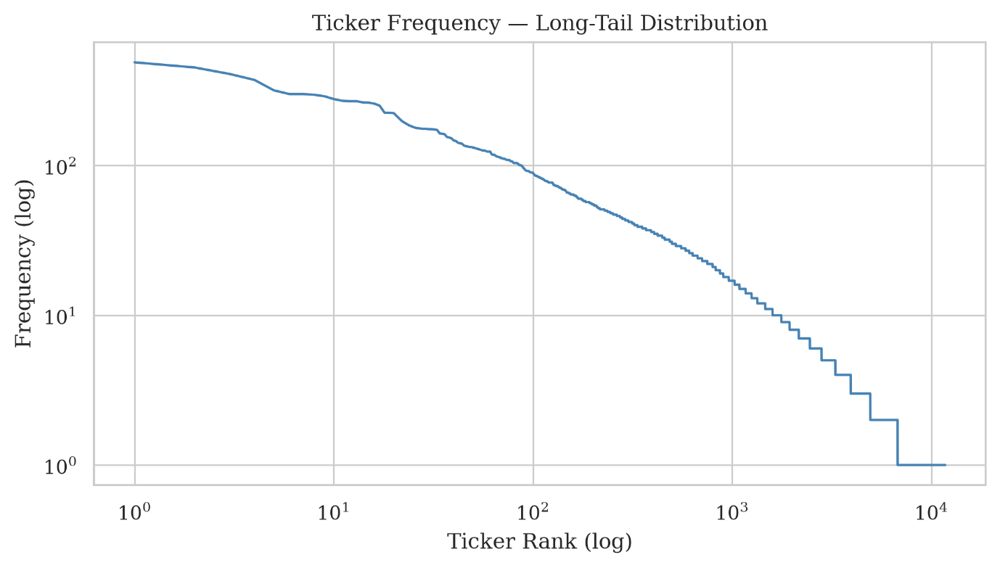 Ticker Frequency — Long-Tail Distribution
Frequency (log)
10²
10¹
10⁰
10⁰ 10¹ 10² 10³ 10⁴
Ticker Rank (log)